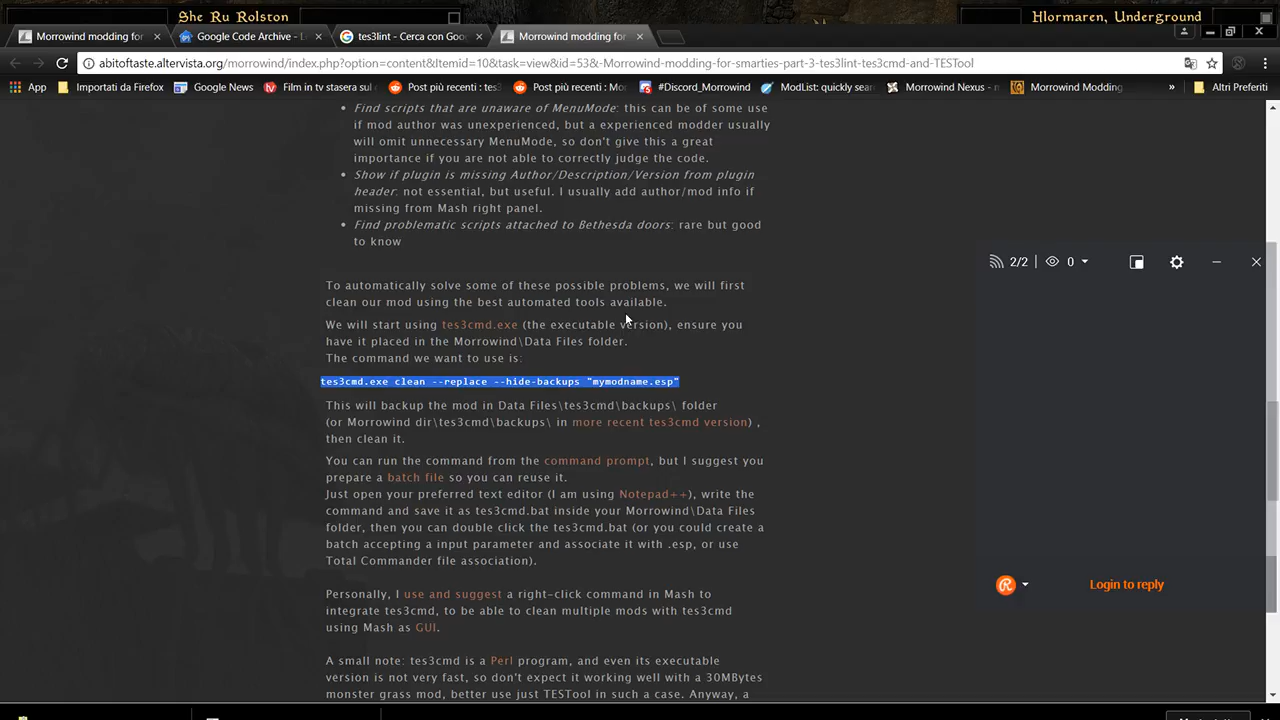 She Ru Rolston
Hlormaren, Underground
Morrowind modding for
Google Code Archive - L
tes3lint - Cerca con Goo
Morrowind modding for
abitoftaste.altervista.org/morrowind/index.php?option=content&Itemid=10&task=view&id=53&-Morrowind-modding-for-smarties-part-3-tes3lint-tes3cmd-and-TESTool
App
Importati da Firefox
Google News
Film in tv stasera su t
Post più recenti : tes3
Post più recenti : Mo
#Discord_Morrowind
ModList: quickly sear
Morrowind Nexus - m
Morrowind Modding
»
Altri Preferiti
• Find scripts that are unaware of MenuMode: this can be of some use
if mod author was unexperienced, but a experienced modder usually
will omit unnecessary MenuMode, so don't give this a great
importance if you are not able to correctly judge the code.
• Show if plugin is missing Author/Description/Version from plugin
header: not essential, but useful. I usually add author/mod info if
missing from Mash right panel.
• Find problematic scripts attached to Bethesda doors: rare but good
to know
2/2
0
To automatically solve some of these possible problems, we will first
clean our mod using the best automated tools available.
We will start using tes3cmd.exe (the executable version), ensure you
have it placed in the Morrowind\Data Files folder.
The command we want to use is:
tes3cmd.exe clean --replace --hide-backups "mymodname.esp"
This will backup the mod in Data Files\tes3cmd\backups\ folder
(or Morrowind dir\tes3cmd\backups\ in more recent tes3cmd version) ,
then clean it.
You can run the command from the command prompt, but I suggest you
prepare a batch file so you can reuse it.
Just open your preferred text editor (I am using Notepad++), write the
command and save it as tes3cmd.bat inside your Morrowind\Data Files
folder, then you can double click the tes3cmd.bat (or you could create a
batch accepting a input parameter and associate it with .esp, or use
Total Commander file association).
Login to reply
Personally, I use and suggest a right-click command in Mash to
integrate tes3cmd, to be able to clean multiple mods with tes3cmd
using Mash as GUI.
A small note: tes3cmd is a Perl program, and even its executable
version is not very fast, so don't expect it working well with a 30MBytes
monster grass mod, better use just TESTool in such a case. Anyway, a